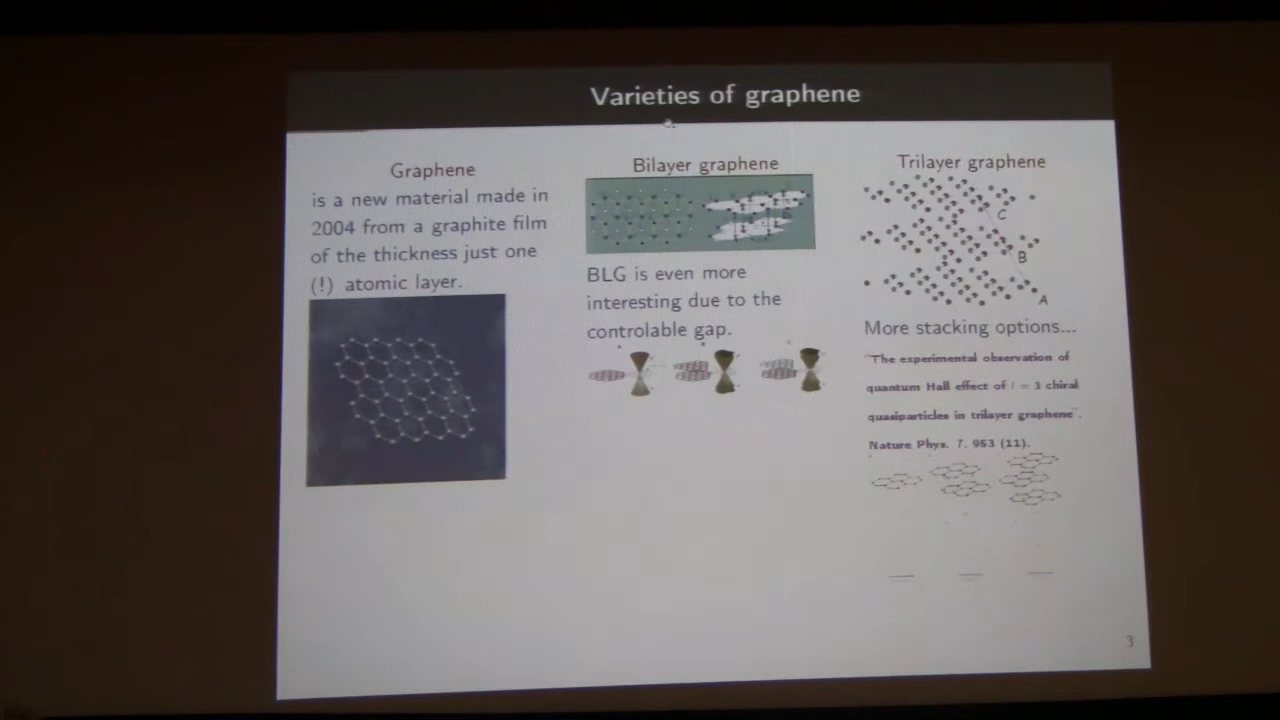 Varieties of graphene
Graphene
is a new material made in
2004 from a graphite film
of the thickness just one
(!) atomic layer.
Bilayer graphene
BLG is even more
interesting due to the
controlable gap.
Trilayer graphene
C
B
A
More stacking options...
"The experimental observation of
quantum Hall effect of l = 3 chiral
quasiparticles in trilayer graphene".
Nature Phys. 7, 953 (11).
3